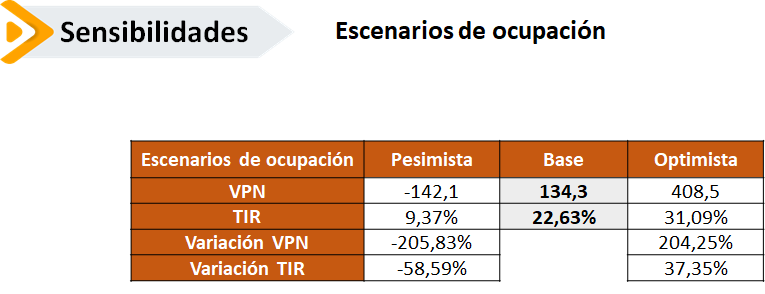 Sensibilidades
Escenarios de ocupación
Escenarios de ocupación Pesimista Base Optimista
VPN -142,1 134,3 408,5
TIR 9,37% 22,63% 31,09%
Variación VPN -205,83% 204,25%
Variación TIR -58,59% 37,35%